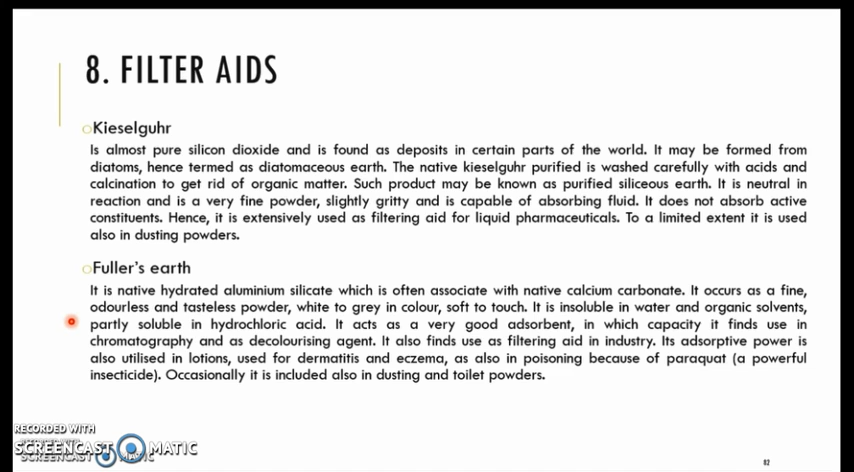 8. FILTER AIDS
Kieselguhr
Is almost pure silicon dioxide and is found as deposits in certain parts of the world. It may be formed from
diatoms, hence termed as diatomaceous earth. The native kieselguhr purified is washed carefully with acids and
calcination to get rid of organic matter. Such product may be known as purified siliceous earth. It is neutral in
reaction and is a very fine powder, slightly gritty and is capable of absorbing fluid. It does not absorb active
constituents. Hence, it is extensively used as filtering aid for liquid pharmaceuticals. To a limited extent it is used
also in dusting powders.
Fuller's earth
It is native hydrated aluminium silicate which is often associate with native calcium carbonate. It occurs as a fine,
odourless and tasteless powder, white to grey in colour, soft to touch. It is insoluble in water and organic solvents,
partly soluble in hydrochloric acid. It acts as a very good adsorbent, in which capacity it finds use in
chromatography and as decolourising agent. It also finds use as filtering aid in industry. Its adsorptive power is
also utilised in lotions, used for dermatitis and eczema, as also in poisoning because of paraquat (a powerful
insecticide). Occasionally it is included also in dusting and toilet powders.
RECORDED WITH
SCREENCAST MATIC
82